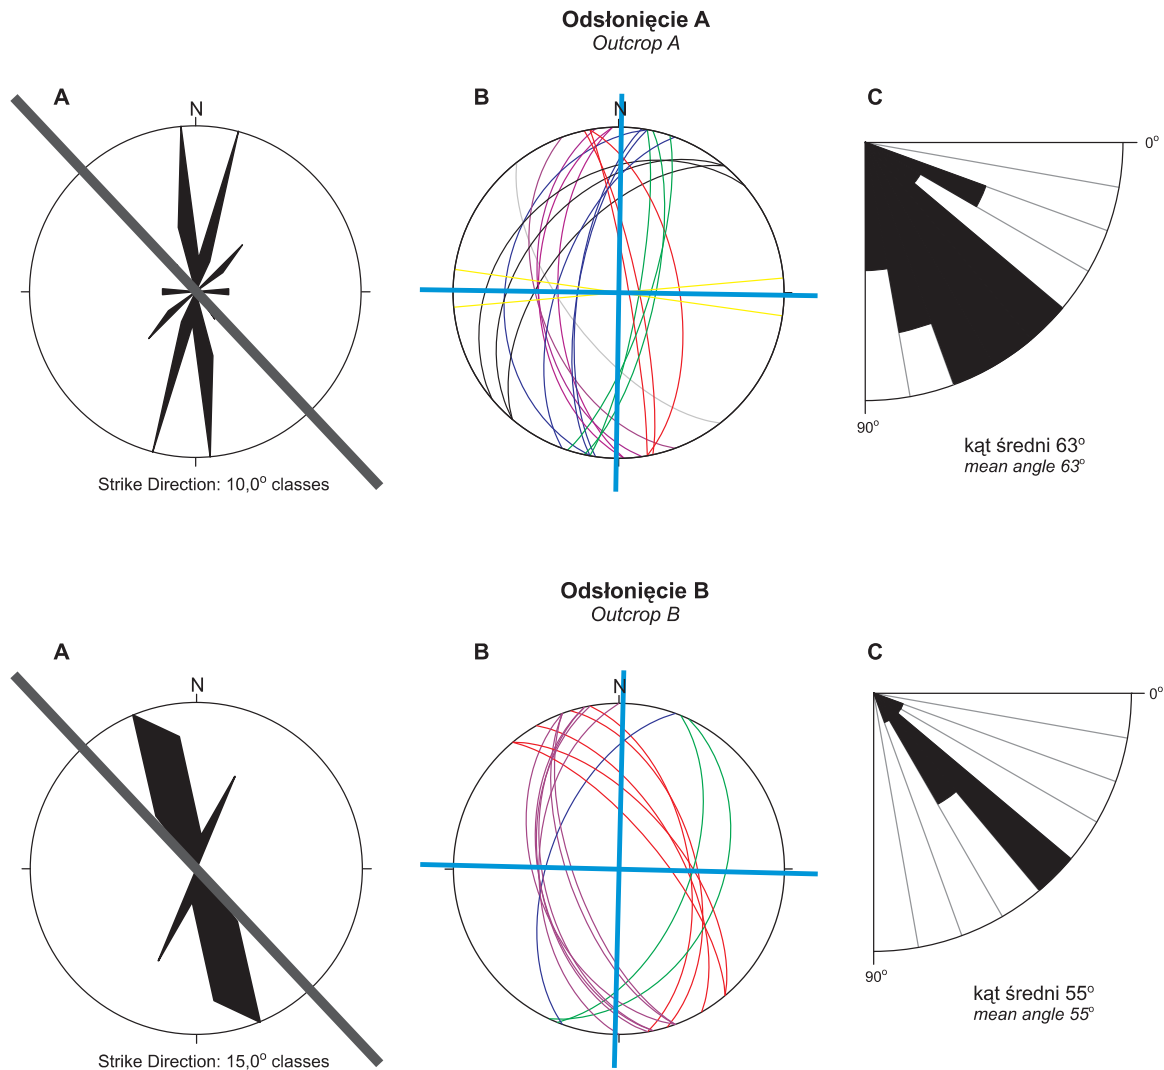 Odsłonięcie A
Outcrop A
A
B
C
N
N
0°
90°
kąt średni 63°
mean angle 63°
Strike Direction: 10,0° classes
Odsłonięcie B
Outcrop B
A
B
C
N
N
0°
90°
kąt średni 55°
mean angle 55°
Strike Direction: 15,0° classes